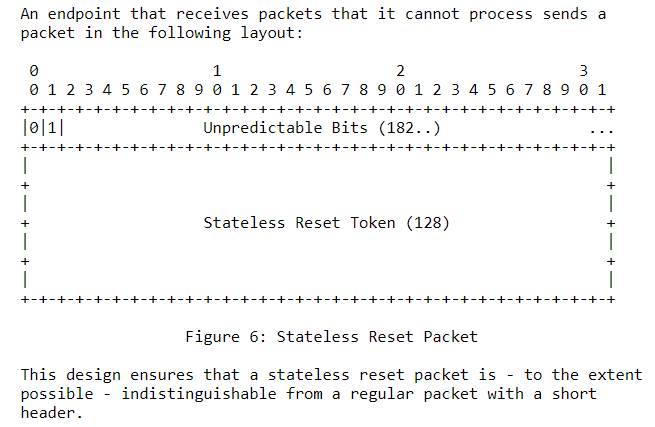 An endpoint that receives packets that it cannot process sends a
packet in the following layout:
 0                   1                   2                   3
 0 1 2 3 4 5 6 7 8 9 0 1 2 3 4 5 6 7 8 9 0 1 2 3 4 5 6 7 8 9 0 1
+-+-+-+-+-+-+-+-+-+-+-+-+-+-+-+-+-+-+-+-+-+-+-+-+-+-+-+-+-+-+-+-+
|0|1|               Unpredictable Bits (182..)                ...
+-+-+-+-+-+-+-+-+-+-+-+-+-+-+-+-+-+-+-+-+-+-+-+-+-+-+-+-+-+-+-+-+
|                                                               |
+                                                               +
|                                                               |
+                   Stateless Reset Token (128)                 +
|                                                               |
+                                                               +
|                                                               |
+-+-+-+-+-+-+-+-+-+-+-+-+-+-+-+-+-+-+-+-+-+-+-+-+-+-+-+-+-+-+-+-+
Figure 6: Stateless Reset Packet
This design ensures that a stateless reset packet is - to the extent
possible - indistinguishable from a regular packet with a short
header.